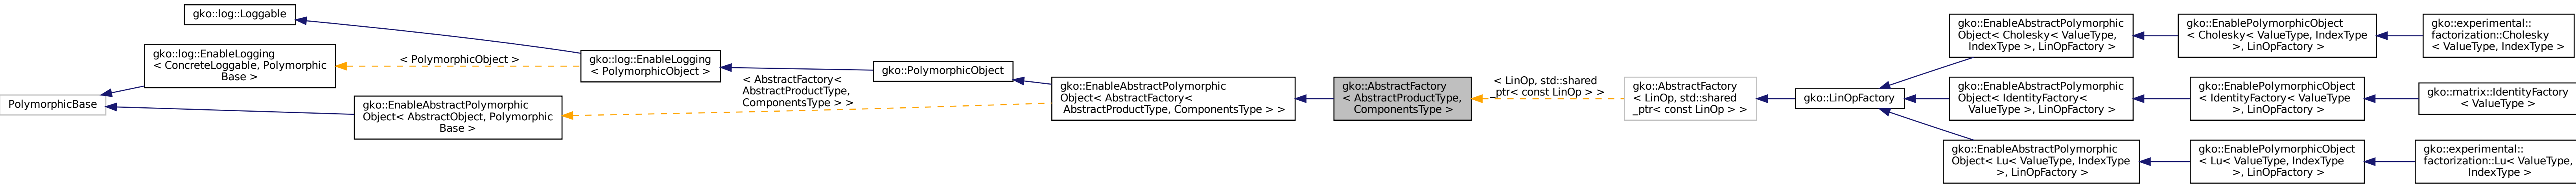 gko::log::Loggable
gko::log::EnableLogging
< ConcreteLoggable, Polymorphic
Base >
PolymorphicBase
gko::EnableAbstractPolymorphic
Object< AbstractObject, Polymorphic
Base >
< PolymorphicObject >
gko::log::EnableLogging
< PolymorphicObject >
< AbstractFactory<
AbstractProductType,
ComponentsType > >
gko::PolymorphicObject
gko::EnableAbstractPolymorphic
Object< AbstractFactory<
AbstractProductType, ComponentsType > >
gko::AbstractFactory
< AbstractProductType,
ComponentsType >
< LinOp, std::shared
_ptr< const LinOp > >
gko::AbstractFactory
< LinOp, std::shared
_ptr< const LinOp > >
gko::LinOpFactory
gko::EnableAbstractPolymorphic
Object< Cholesky< ValueType,
IndexType >, LinOpFactory >
gko::EnablePolymorphicObject
< Cholesky< ValueType, IndexType
>, LinOpFactory >
gko::experimental::
factorization::Cholesky
< ValueType, IndexType >
gko::EnableAbstractPolymorphic
Object< IdentityFactory<
ValueType >, LinOpFactory >
gko::EnablePolymorphicObject
< IdentityFactory< ValueType
>, LinOpFactory >
gko::matrix::IdentityFactory
< ValueType >
gko::EnableAbstractPolymorphic
Object< Lu< ValueType, IndexType
>, LinOpFactory >
gko::EnablePolymorphicObject
< Lu< ValueType, IndexType
>, LinOpFactory >
gko::experimental::
factorization::Lu< ValueType,
IndexType >